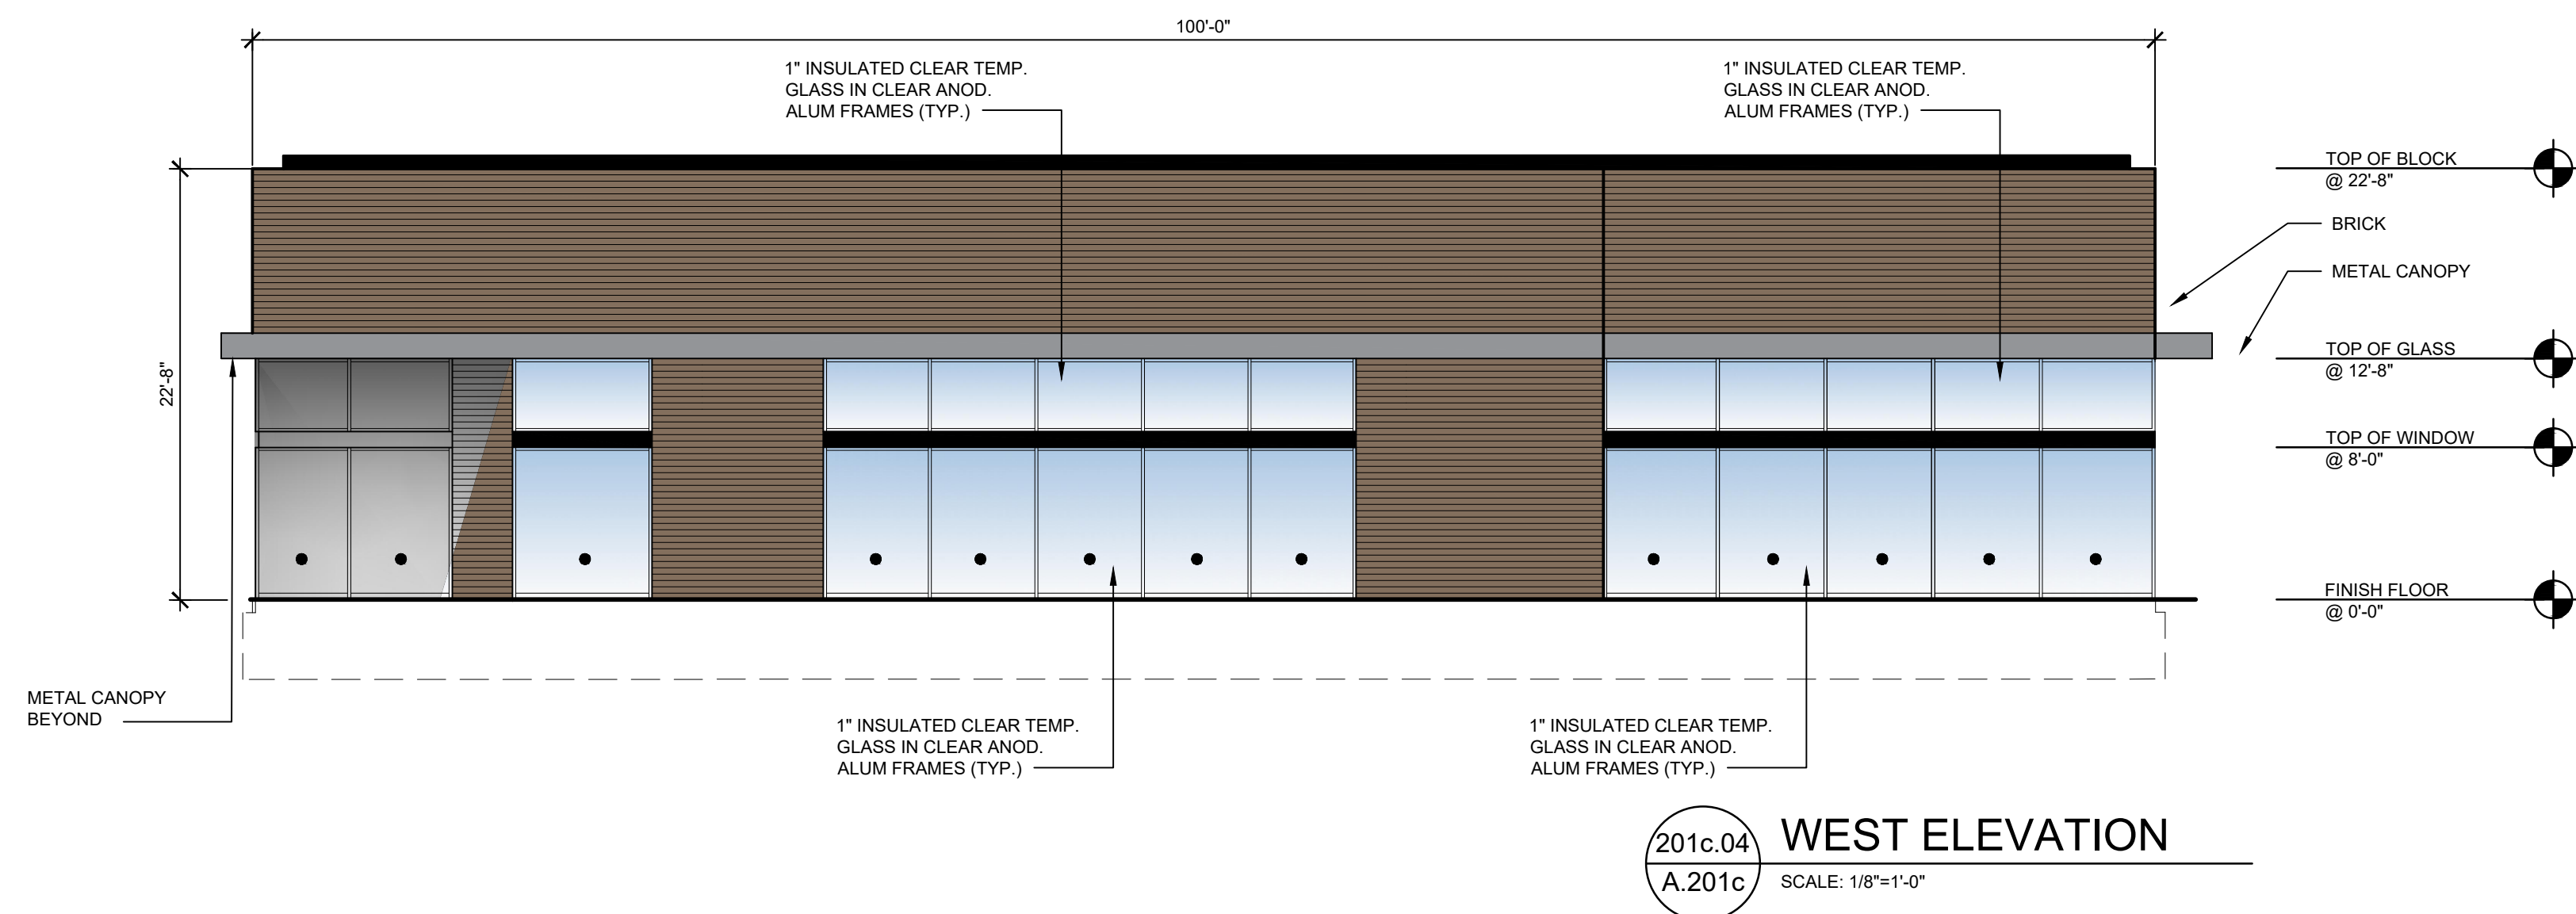 100'-0"
1" INSULATED CLEAR TEMP.
GLASS IN CLEAR ANOD.
ALUM FRAMES (TYP.)
1" INSULATED CLEAR TEMP.
GLASS IN CLEAR ANOD.
ALUM FRAMES (TYP.)
TOP OF BLOCK
@ 22'-8"
BRICK
METAL CANOPY
TOP OF GLASS
@ 12'-8"
22'-8"
TOP OF WINDOW
@ 8'-0"
FINISH FLOOR
@ 0'-0"
METAL CANOPY
BEYOND
1" INSULATED CLEAR TEMP.
GLASS IN CLEAR ANOD.
ALUM FRAMES (TYP.)
1" INSULATED CLEAR TEMP.
GLASS IN CLEAR ANOD.
ALUM FRAMES (TYP.)
201c.04
A.201c
WEST ELEVATION
SCALE: 1/8"=1'-0"